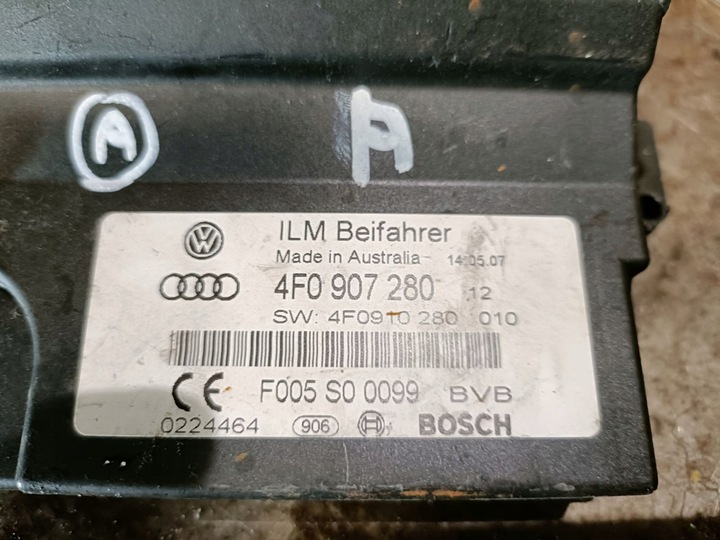 A A
ILM Beifahrer
Made in Australia 14.05.07
4F0 907 280 12
SW: 4F0910 280 010
CE F005 S0 0099 BVB
0224464 906 BOSCH